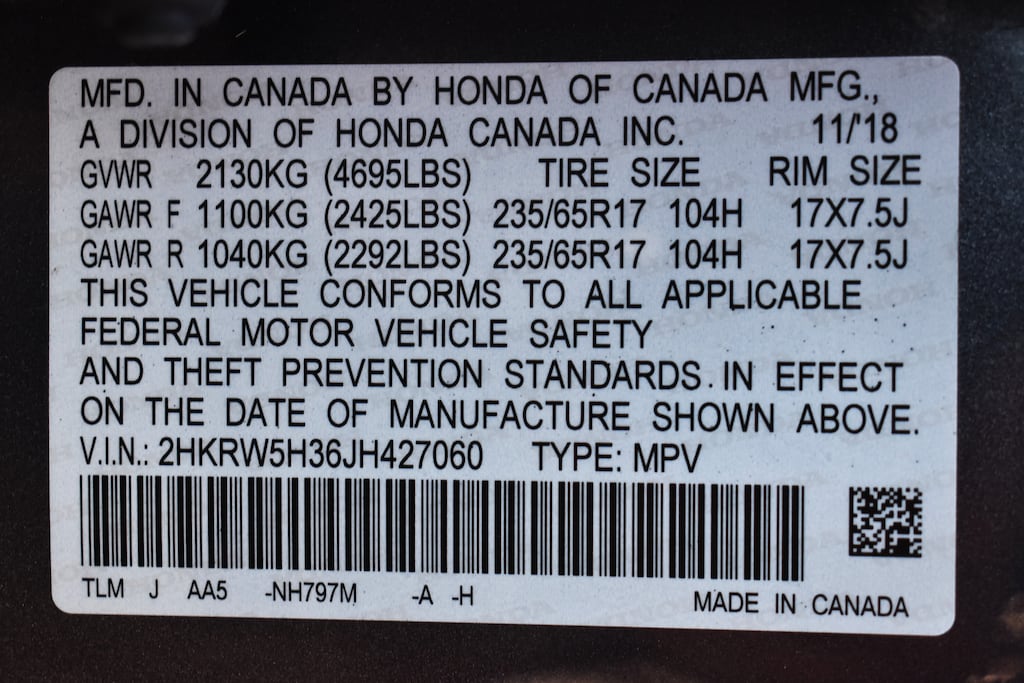 MFD. IN CANADA BY HONDA OF CANADA MFG.,
A DIVISION OF HONDA CANADA INC. 11/'18
GVWR 2130KG (4695LBS) TIRE SIZE RIM SIZE
GAWR F 1100KG (2425LBS) 235/65R17 104H 17X7.5J
GAWR R 1040KG (2292LBS) 235/65R17 104H 17X7.5J
THIS VEHICLE CONFORMS TO ALL APPLICABLE
FEDERAL MOTOR VEHICLE SAFETY
AND THEFT PREVENTION STANDARDS. IN EFFECT
ON THE DATE OF MANUFACTURE SHOWN ABOVE.
V.I.N.: 2HKRW5H36JH427060 TYPE: MPV
TLM J AA5 -NH797M -A -H MADE IN CANADA